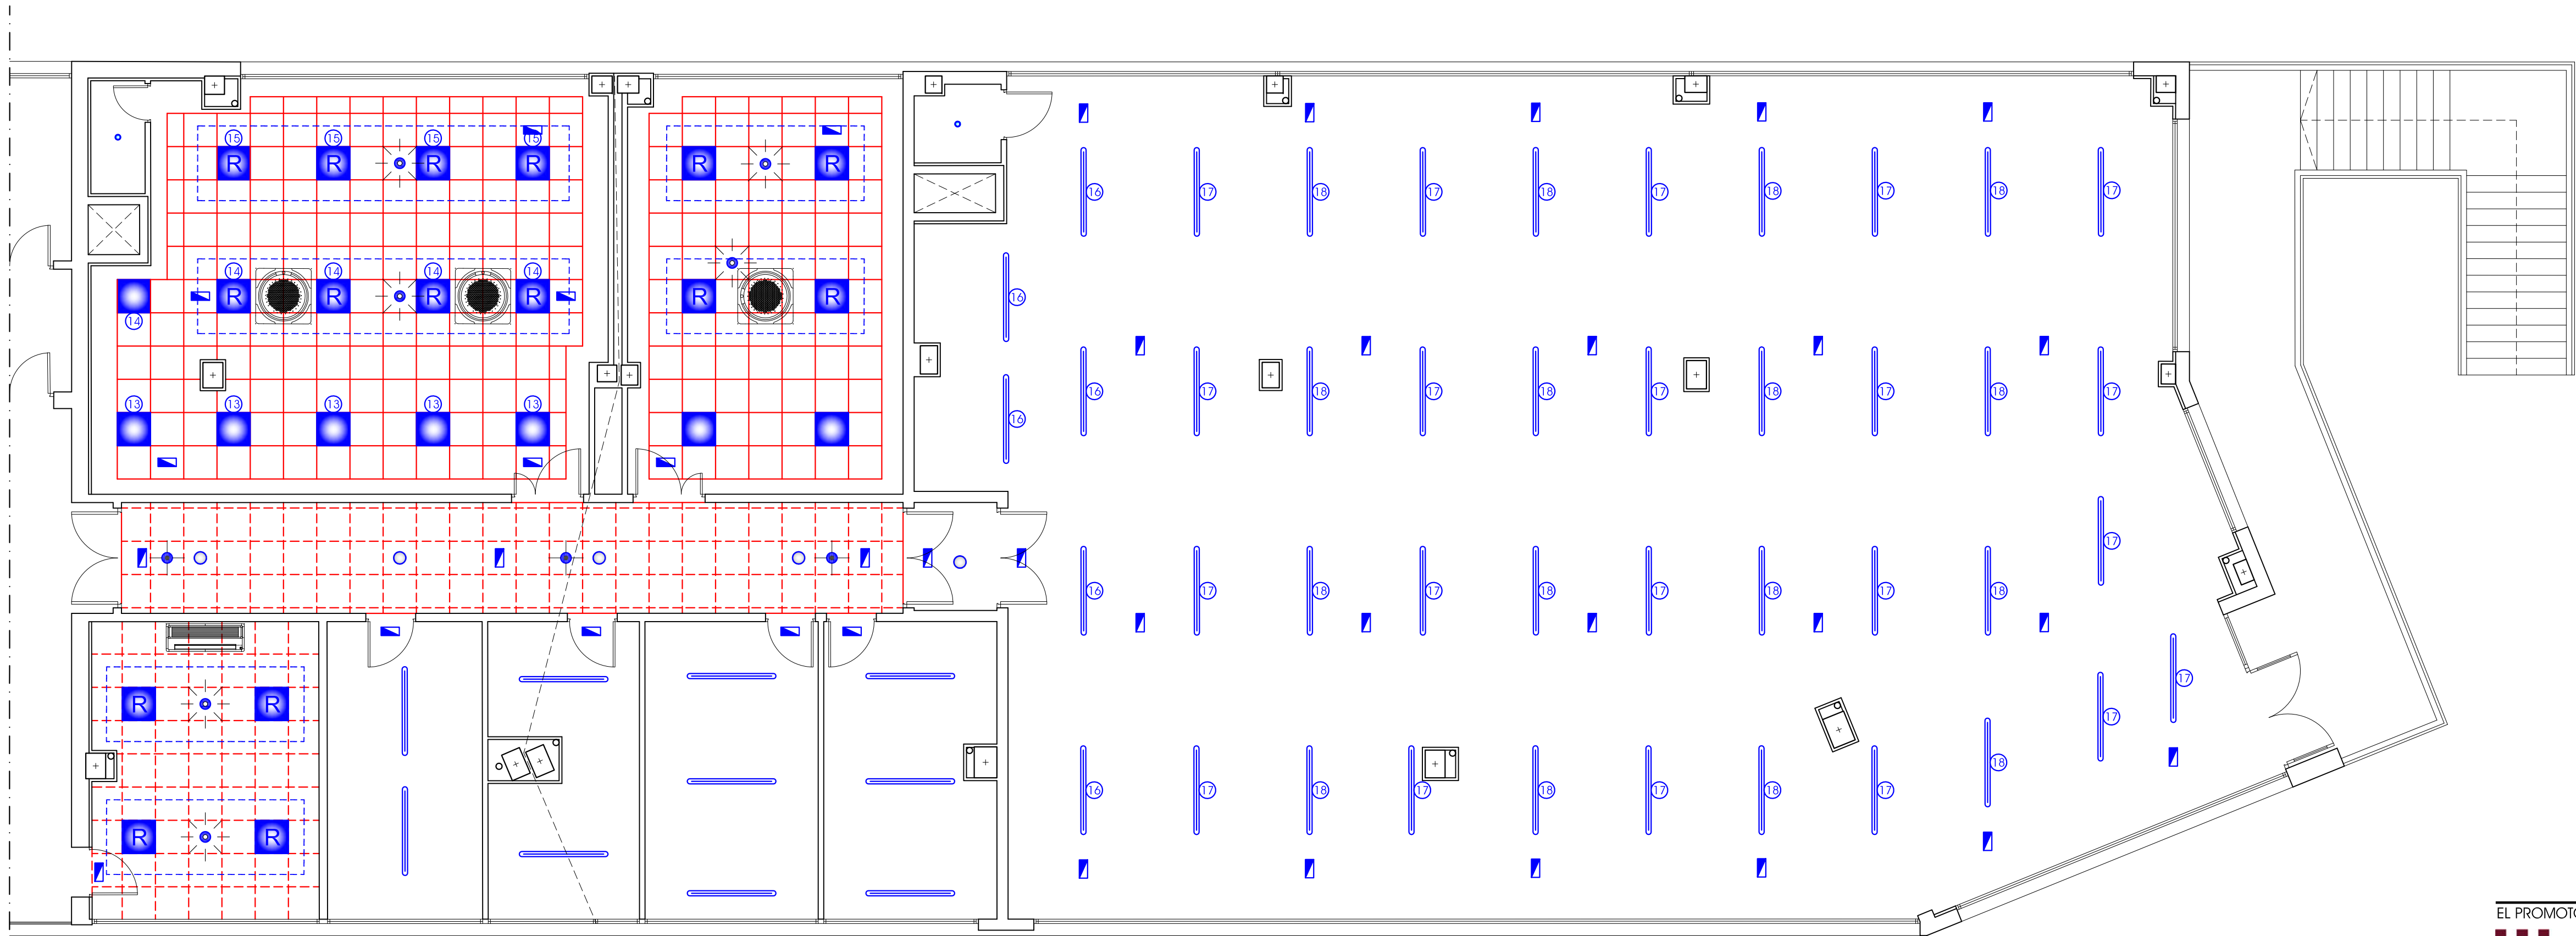 15 15 15 15
R R R R R R
16 17 18 17 18 17 18 17 18 17
14 14 14 14
R R R R R R
16
14
13 13 13 13 13
16 16 17 18 17 18 17 18 17 18 17
17
16 17 18 17 18 17 18 17 18
17
R R
17
18
16 17 18 17 18 17 18 17
R R
EL PROMOTO